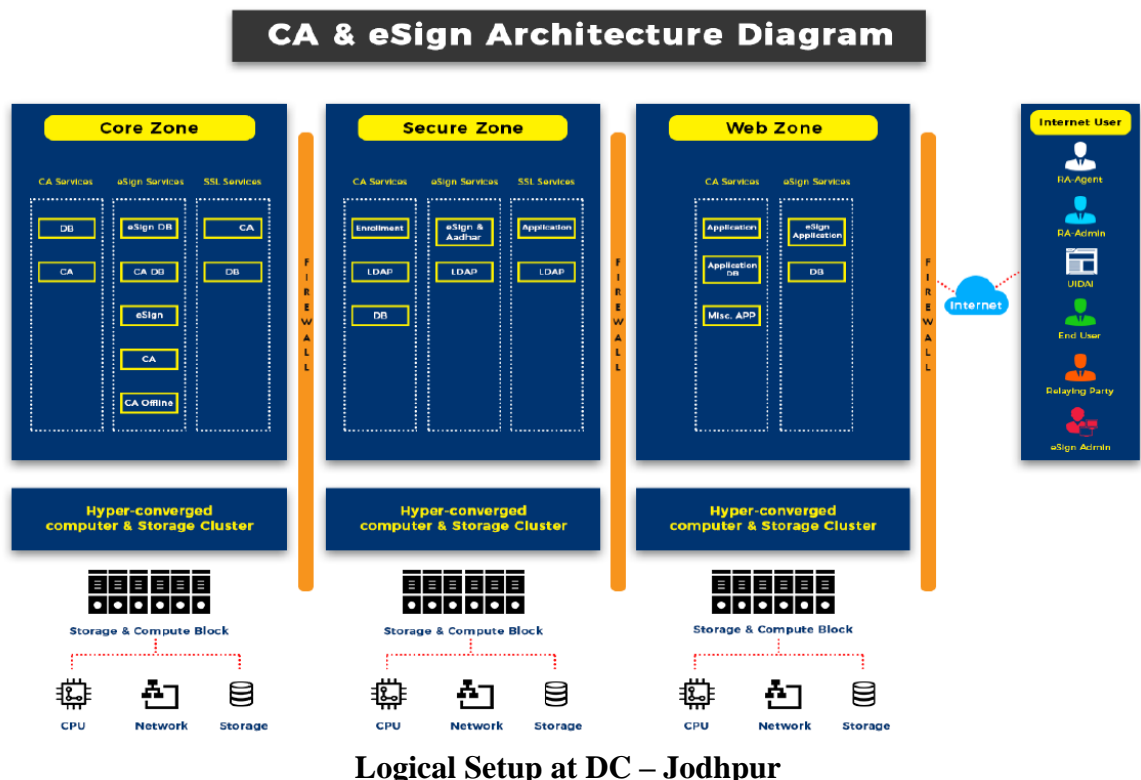 CA & eSign Architecture Diagram
Core Zone
CA Services
eSign Services
SSL Services
DB
eSign DB
CA
CA
CA DB
DB
eSign
CA
CA Offline
FIREWALL
Secure Zone
CA Services
eSign Services
SSL Services
Enrollment
eSign &
Aadhar
Application
LDAP
LDAP
LDAP
DB
FIREWALL
Web Zone
CA Services
eSign Services
Application
eSign
Application
Application
DB
DB
Misc. APP
FIREWALL
Internet
Internet User
RA-Agent
RA-Admin
UIDAI
End User
Relaying Party
eSign Admin
Hyper-converged
computer & Storage Cluster
Hyper-converged
computer & Storage Cluster
Hyper-converged
computer & Storage Cluster
Storage & Compute Block
Storage & Compute Block
Storage & Compute Block
CPU
Network
Storage
CPU
Network
Storage
CPU
Network
Storage
Logical Setup at DC – Jodhpur